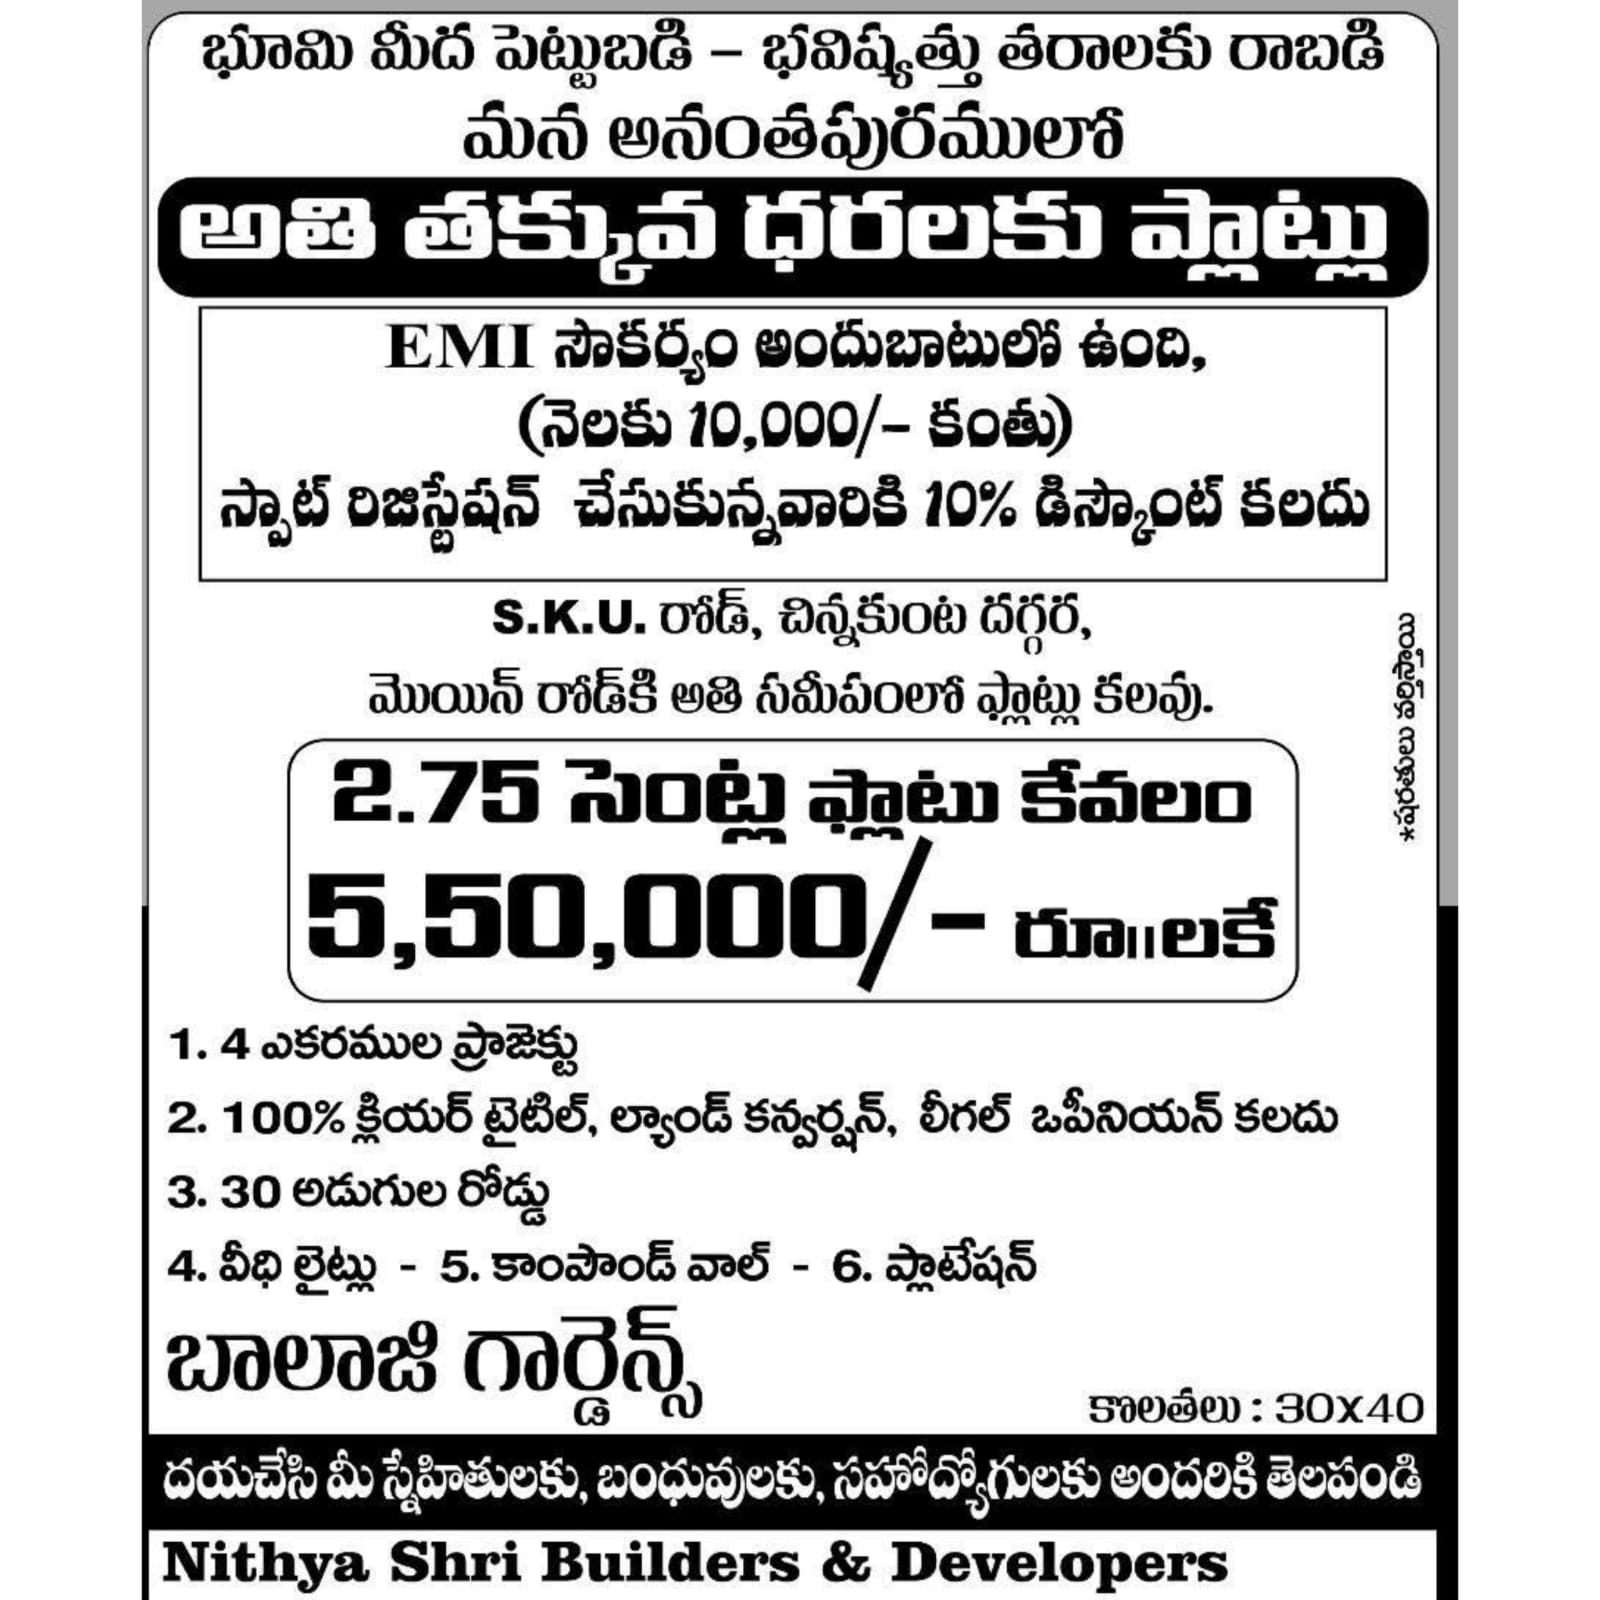 భూమి మీద పెట్టుబడి – భవిష్యత్తు తరాలకు రాబడి
మన అనంతపురములో
అతి తక్కువ ధరలకు ప్లాట్లు
EMI సౌకర్యం అందుబాటులో ఉంది,
(నెలకు 10,000/- కంతు)
స్పాట్ రిజిస్టేషన్ చేసుకున్నవారికి 10% డిస్కౌంట్ కలదు
S.K.U. రోడ్, చిన్నకుంట దగ్గర,
మొయిన్ రోడ్‌కి అతి సమీపంలో ఫ్లాట్లు కలవు.
*షరతులు వర్తిస్తాయి
2.75 సెంట్ల ఫ్లాటు కేవలం
5,50,000/- రూ॥లకే
1. 4 ఎకరముల ప్రాజెక్టు
2. 100% క్లియర్ టైటిల్, ల్యాండ్ కన్వర్షన్, లీగల్ ఒపీనియన్ కలదు
3. 30 అడుగుల రోడ్డు
4. వీధి లైట్లు - 5. కాంపౌండ్ వాల్ - 6. ప్లాటేషన్
బాలాజి గార్డెన్స్
కొలతలు : 30X40
దయచేసి మీ స్నేహితులకు, బంధువులకు, సహోద్యోగులకు అందరికి తెలపండి
Nithya Shri Builders & Developers